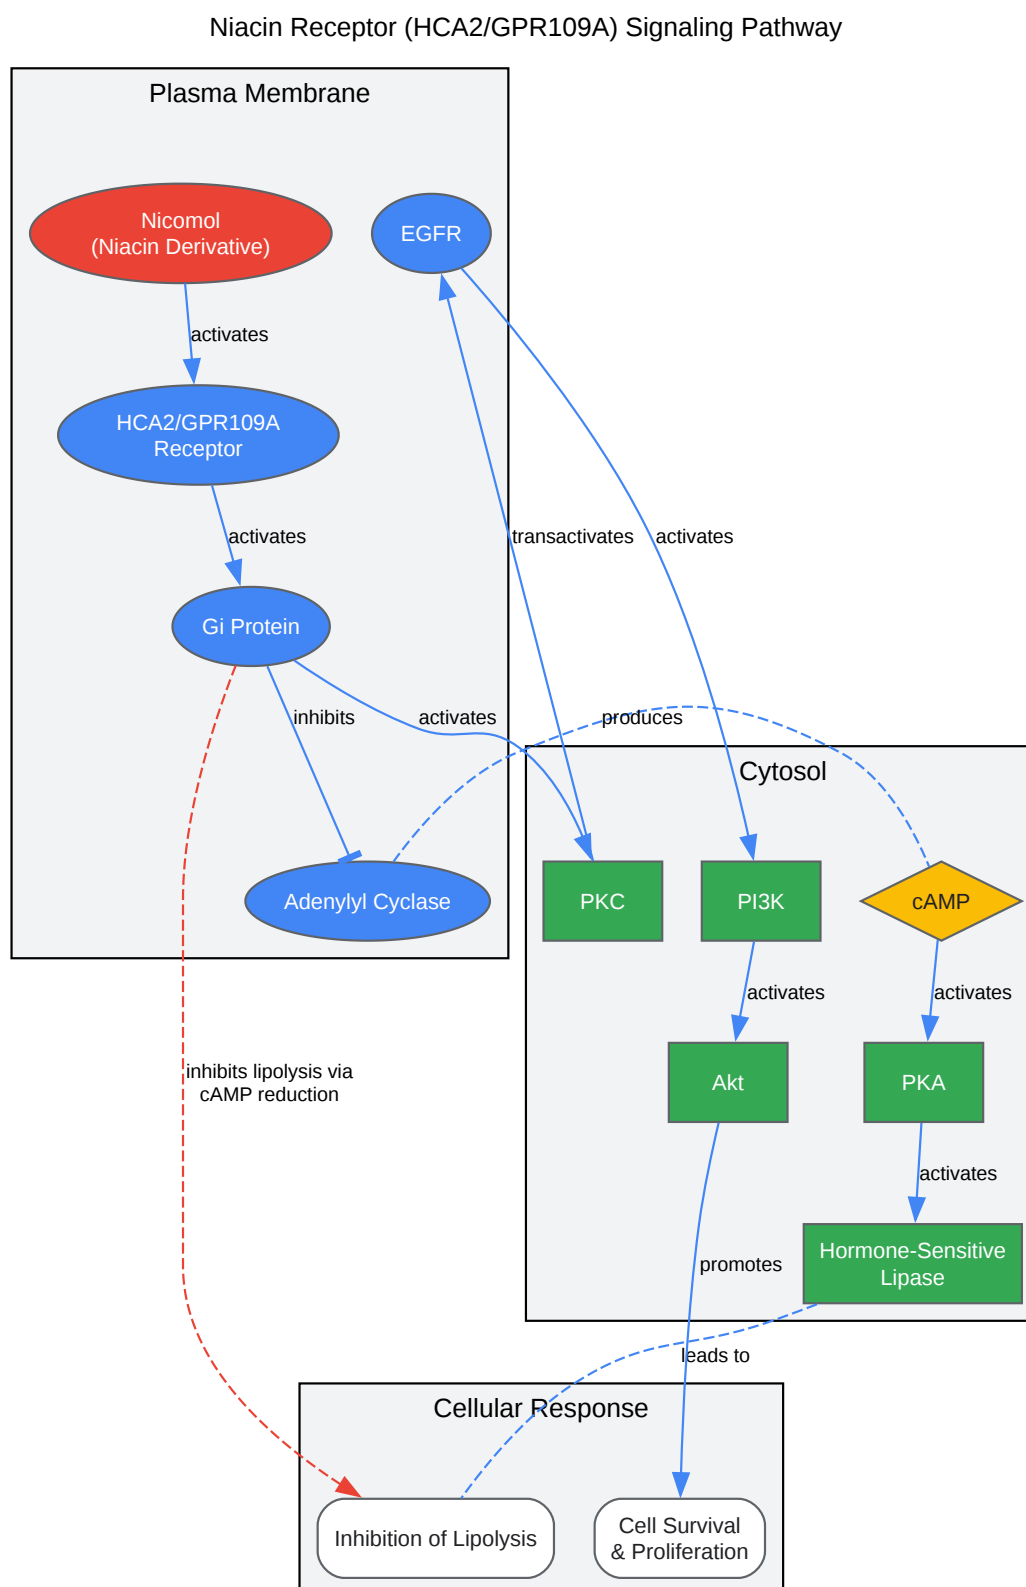 Niacin Receptor (HCA2/GPR109A) Signaling Pathway
Plasma Membrane
Nicomol
(Niacin Derivative)
EGFR
activates
HCA2/GPR109A
Receptor
activates
transactivates
activates
Gi Protein
inhibits
activates
produces
Cytosol
Adenylyl Cyclase
PKC
PI3K
cAMP
activates
activates
inhibits lipolysis via
cAMP reduction
Akt
PKA
activates
Hormone-Sensitive
Lipase
promotes
leads to
Cellular Response
Inhibition of Lipolysis
Cell Survival
& Proliferation